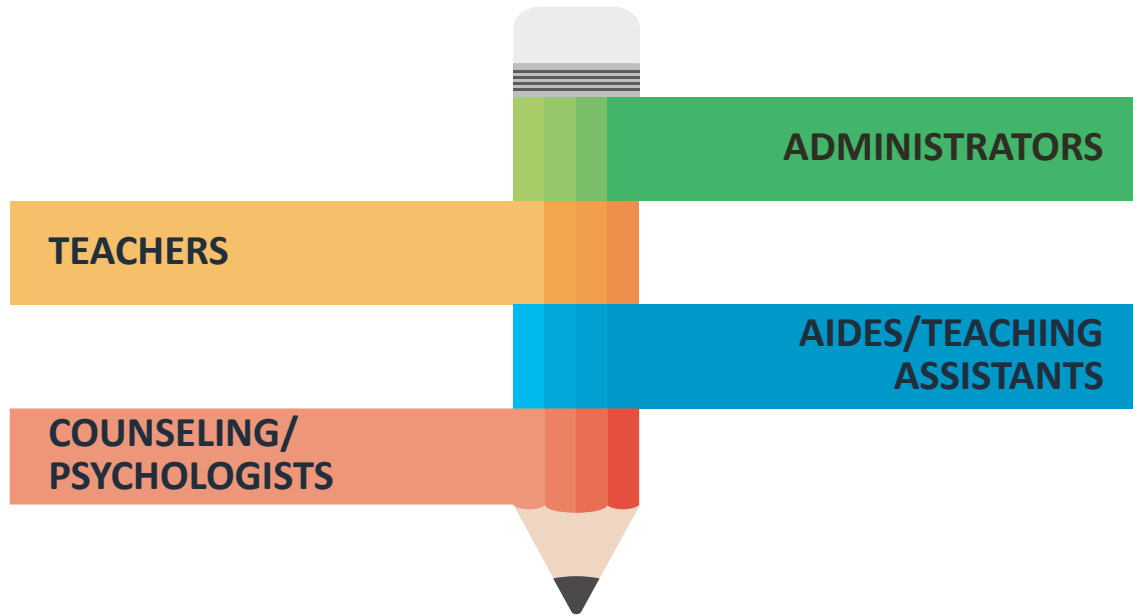 ADMINISTRATORS
TEACHERS
AIDES/TEACHING
ASSISTANTS
COUNSELING/
PSYCHOLOGISTS